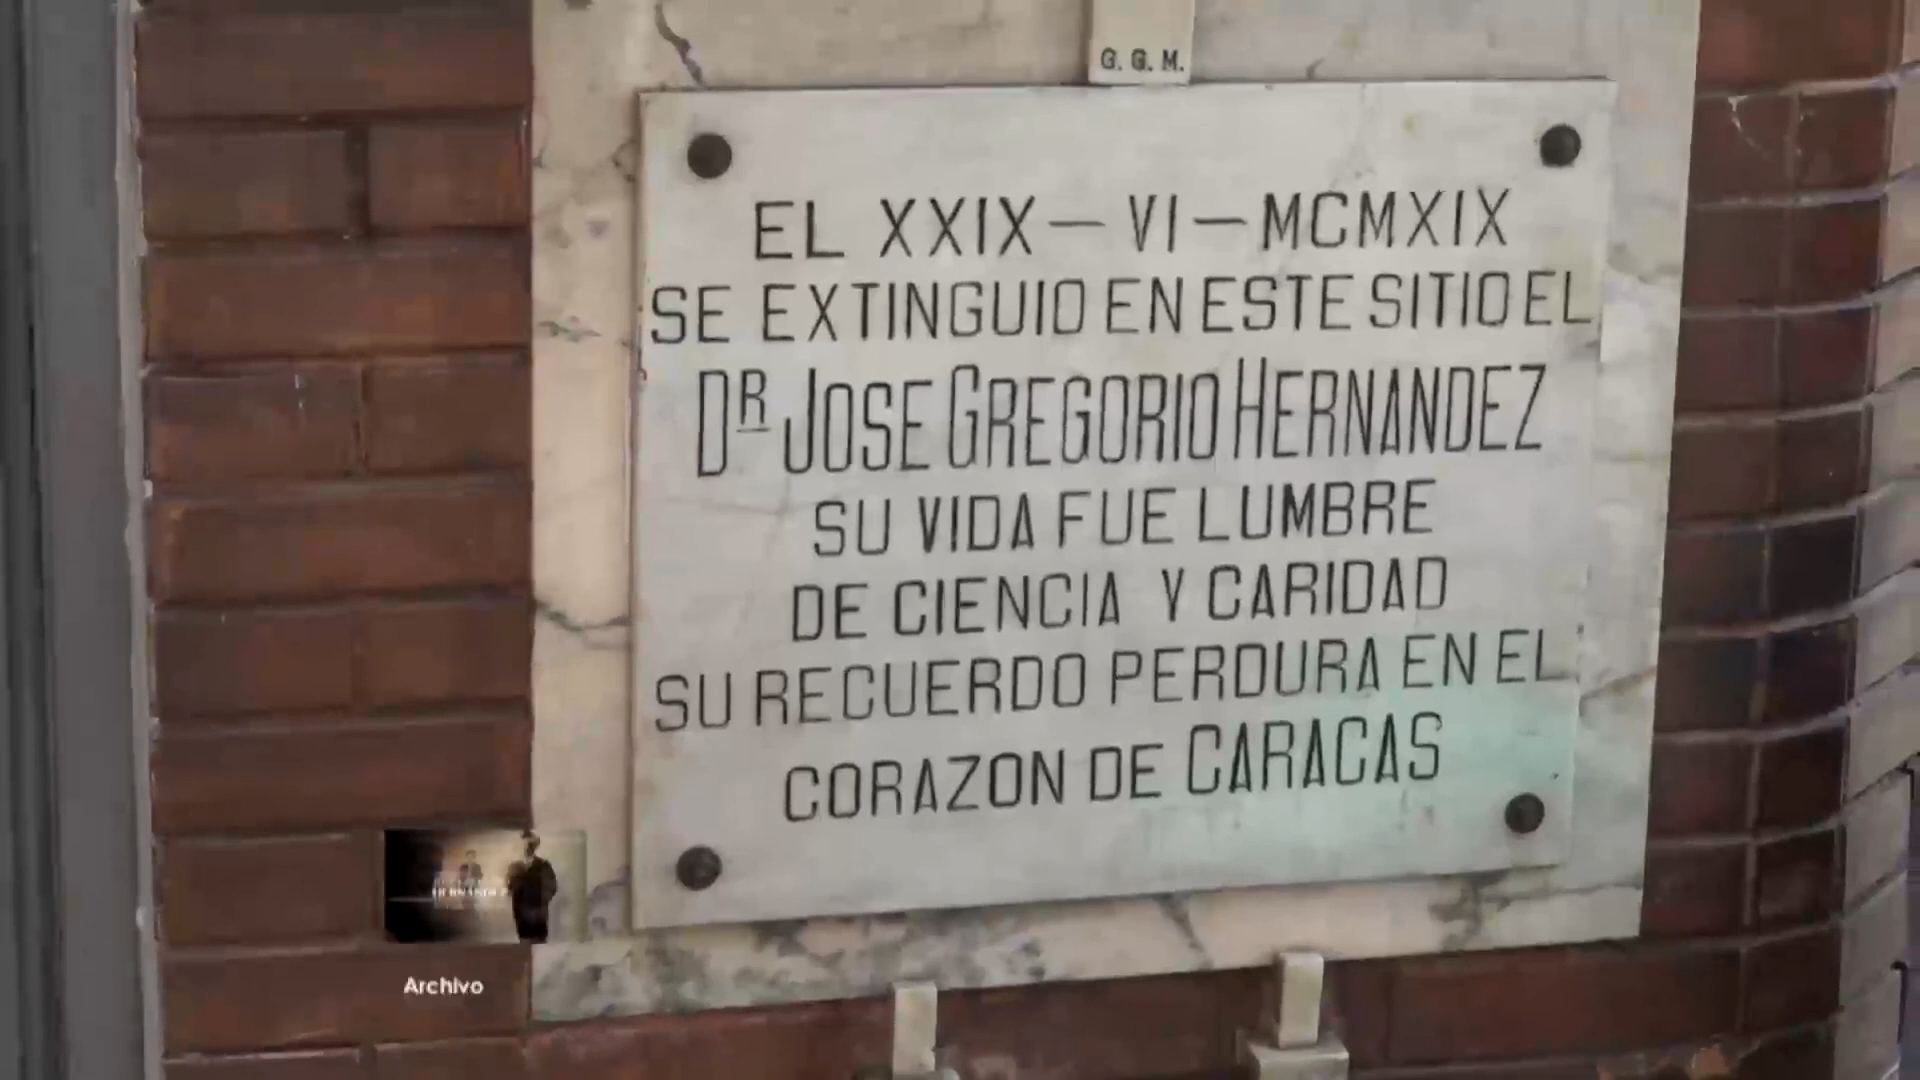 G. G. M.
EL XXIX — VI — MCMXIX
SE EXTINGUIO EN ESTE SITIO EL
DR JOSE GREGORIO HERNANDEZ
SU VIDA FUE LUMBRE
DE CIENCIA Y CARIDAD
SU RECUERDO PERDURA EN EL
CORAZON DE CARACAS
HERNANDEZ
Archivo